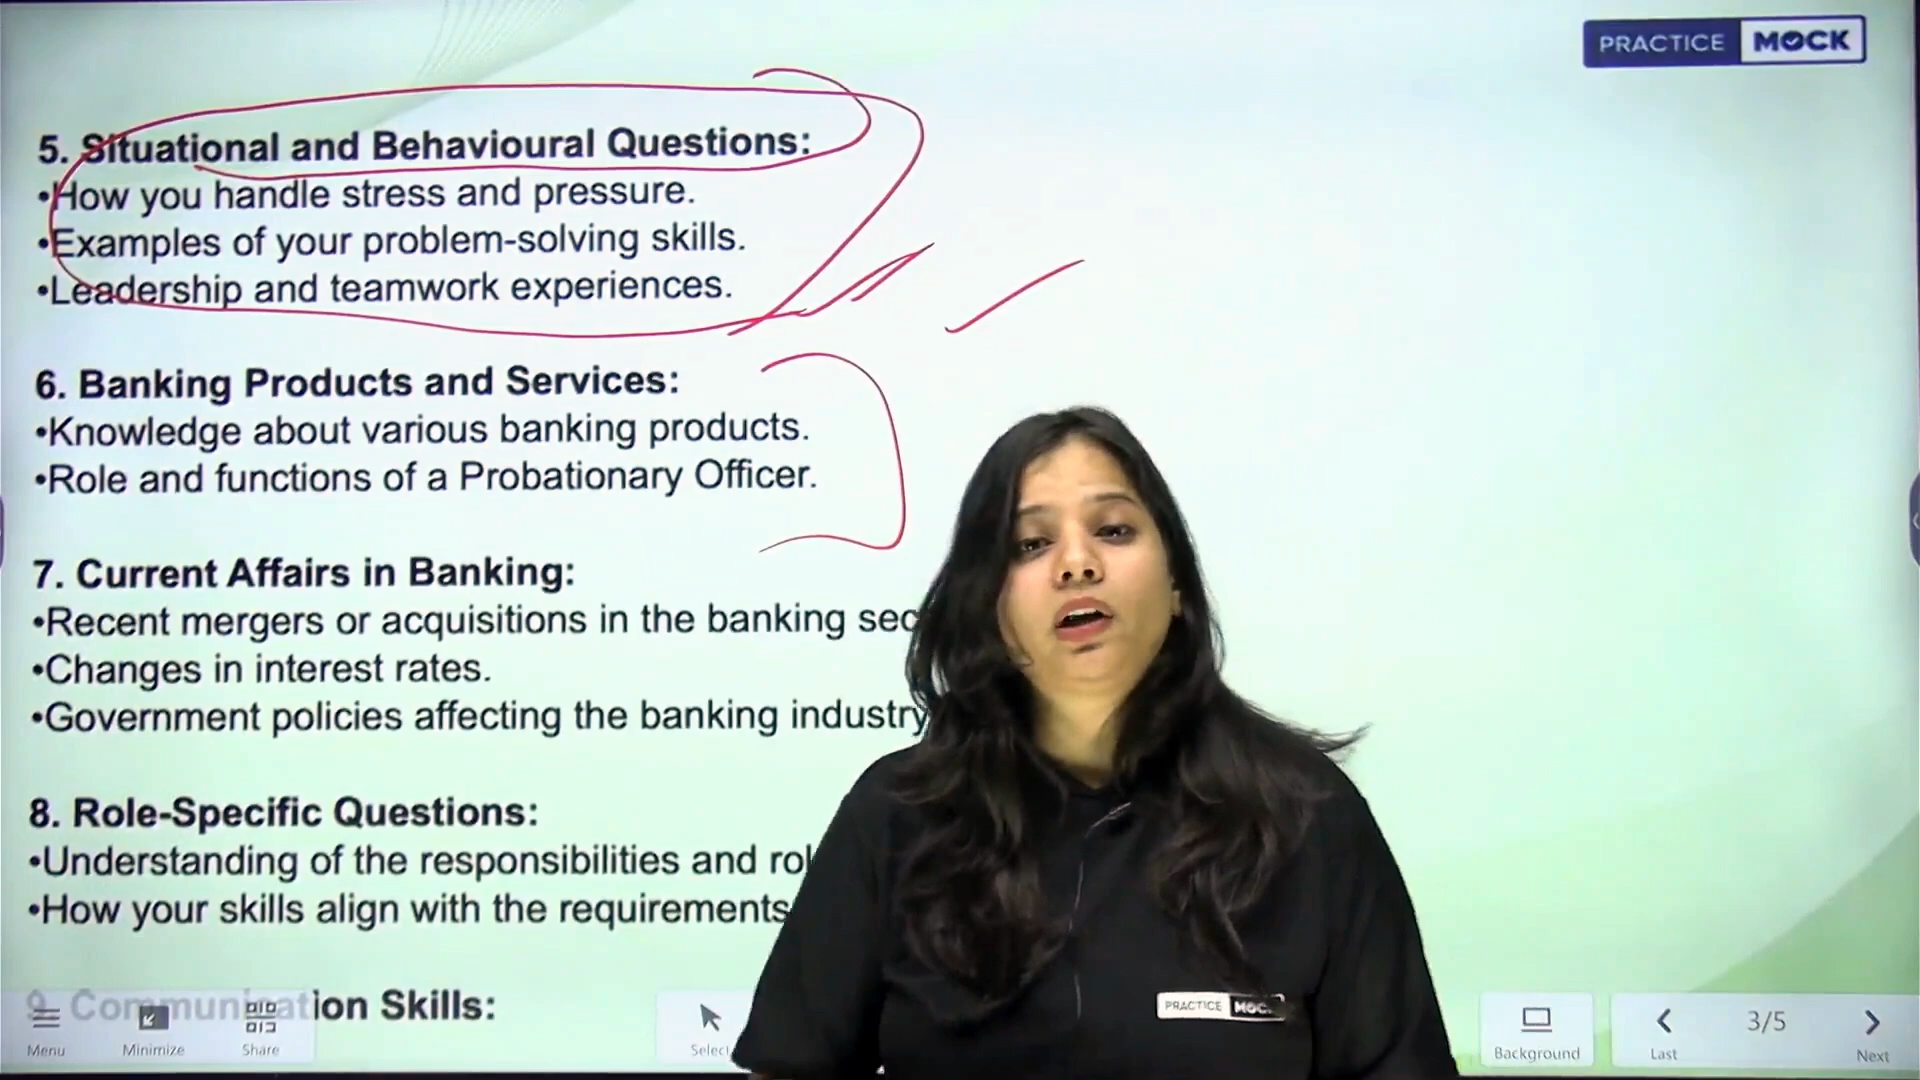 PRACTICE MOCK
5. Situational and Behavioural Questions:
•How you handle stress and pressure.
•Examples of your problem-solving skills.
•Leadership and teamwork experiences.
6. Banking Products and Services:
•Knowledge about various banking products.
•Role and functions of a Probationary Officer.
7. Current Affairs in Banking:
•Recent mergers or acquisitions in the banking
•Changes in interest rates.
•Government policies affecting the banking industry
8. Role-Specific Questions:
•Understanding of the responsibilities and
•How your skills align with the requirements
9. Communication Skills:
Menu Minimize Share Select Background Last 3/5 Next
PRACTICE MOCK